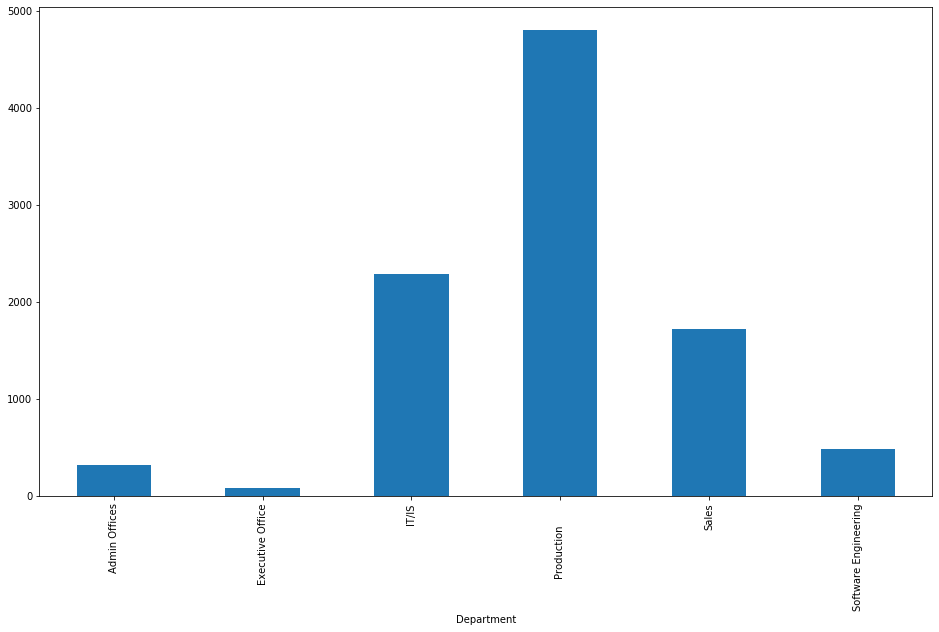 5000
4000
3000
2000
1000
0
Admin Offices
Executive Office
IT/IS
Production
Sales
Software Engineering
Department